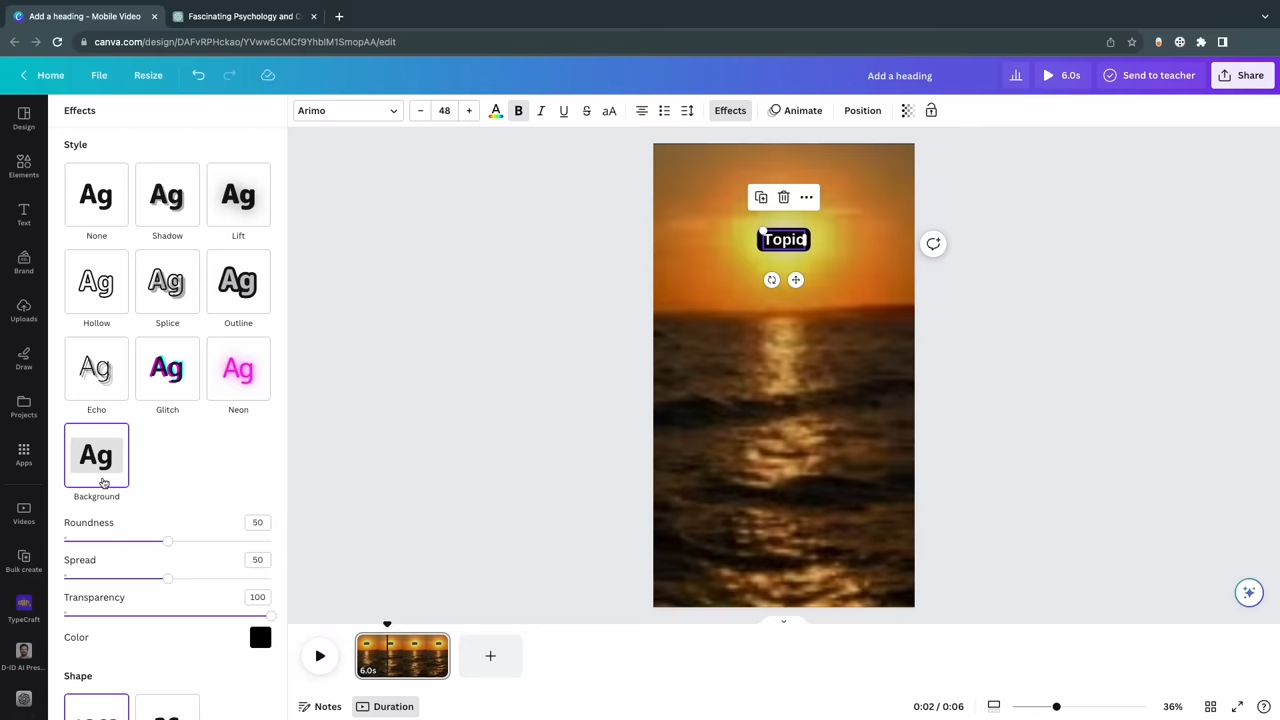 Add a heading - Mobile Video
Fascinating Psychology and C
canva.com/design/DAFvRPHckao/YVww5CMCf9YhblM1SmopAA/edit
Home File Resize Add a heading 6.0s Send to teacher Share
Effects
Arimo 48 A B I U S aA Effects Animate Position
Design
Elements
Text
Brand
Uploads
Draw
Projects
Apps
Videos
Bulk create
TypeCraft
D-ID AI Pres...
Style
Ag Ag Ag
None Shadow Lift
Ag Ag Ag
Hollow Splice Outline
Ag Ag Ag
Echo Glitch Neon
Ag
Background
Roundness 50
Spread 50
Transparency 100
Color
Shape
Topic
6.0s
Notes Duration 0:02 / 0:06 36%